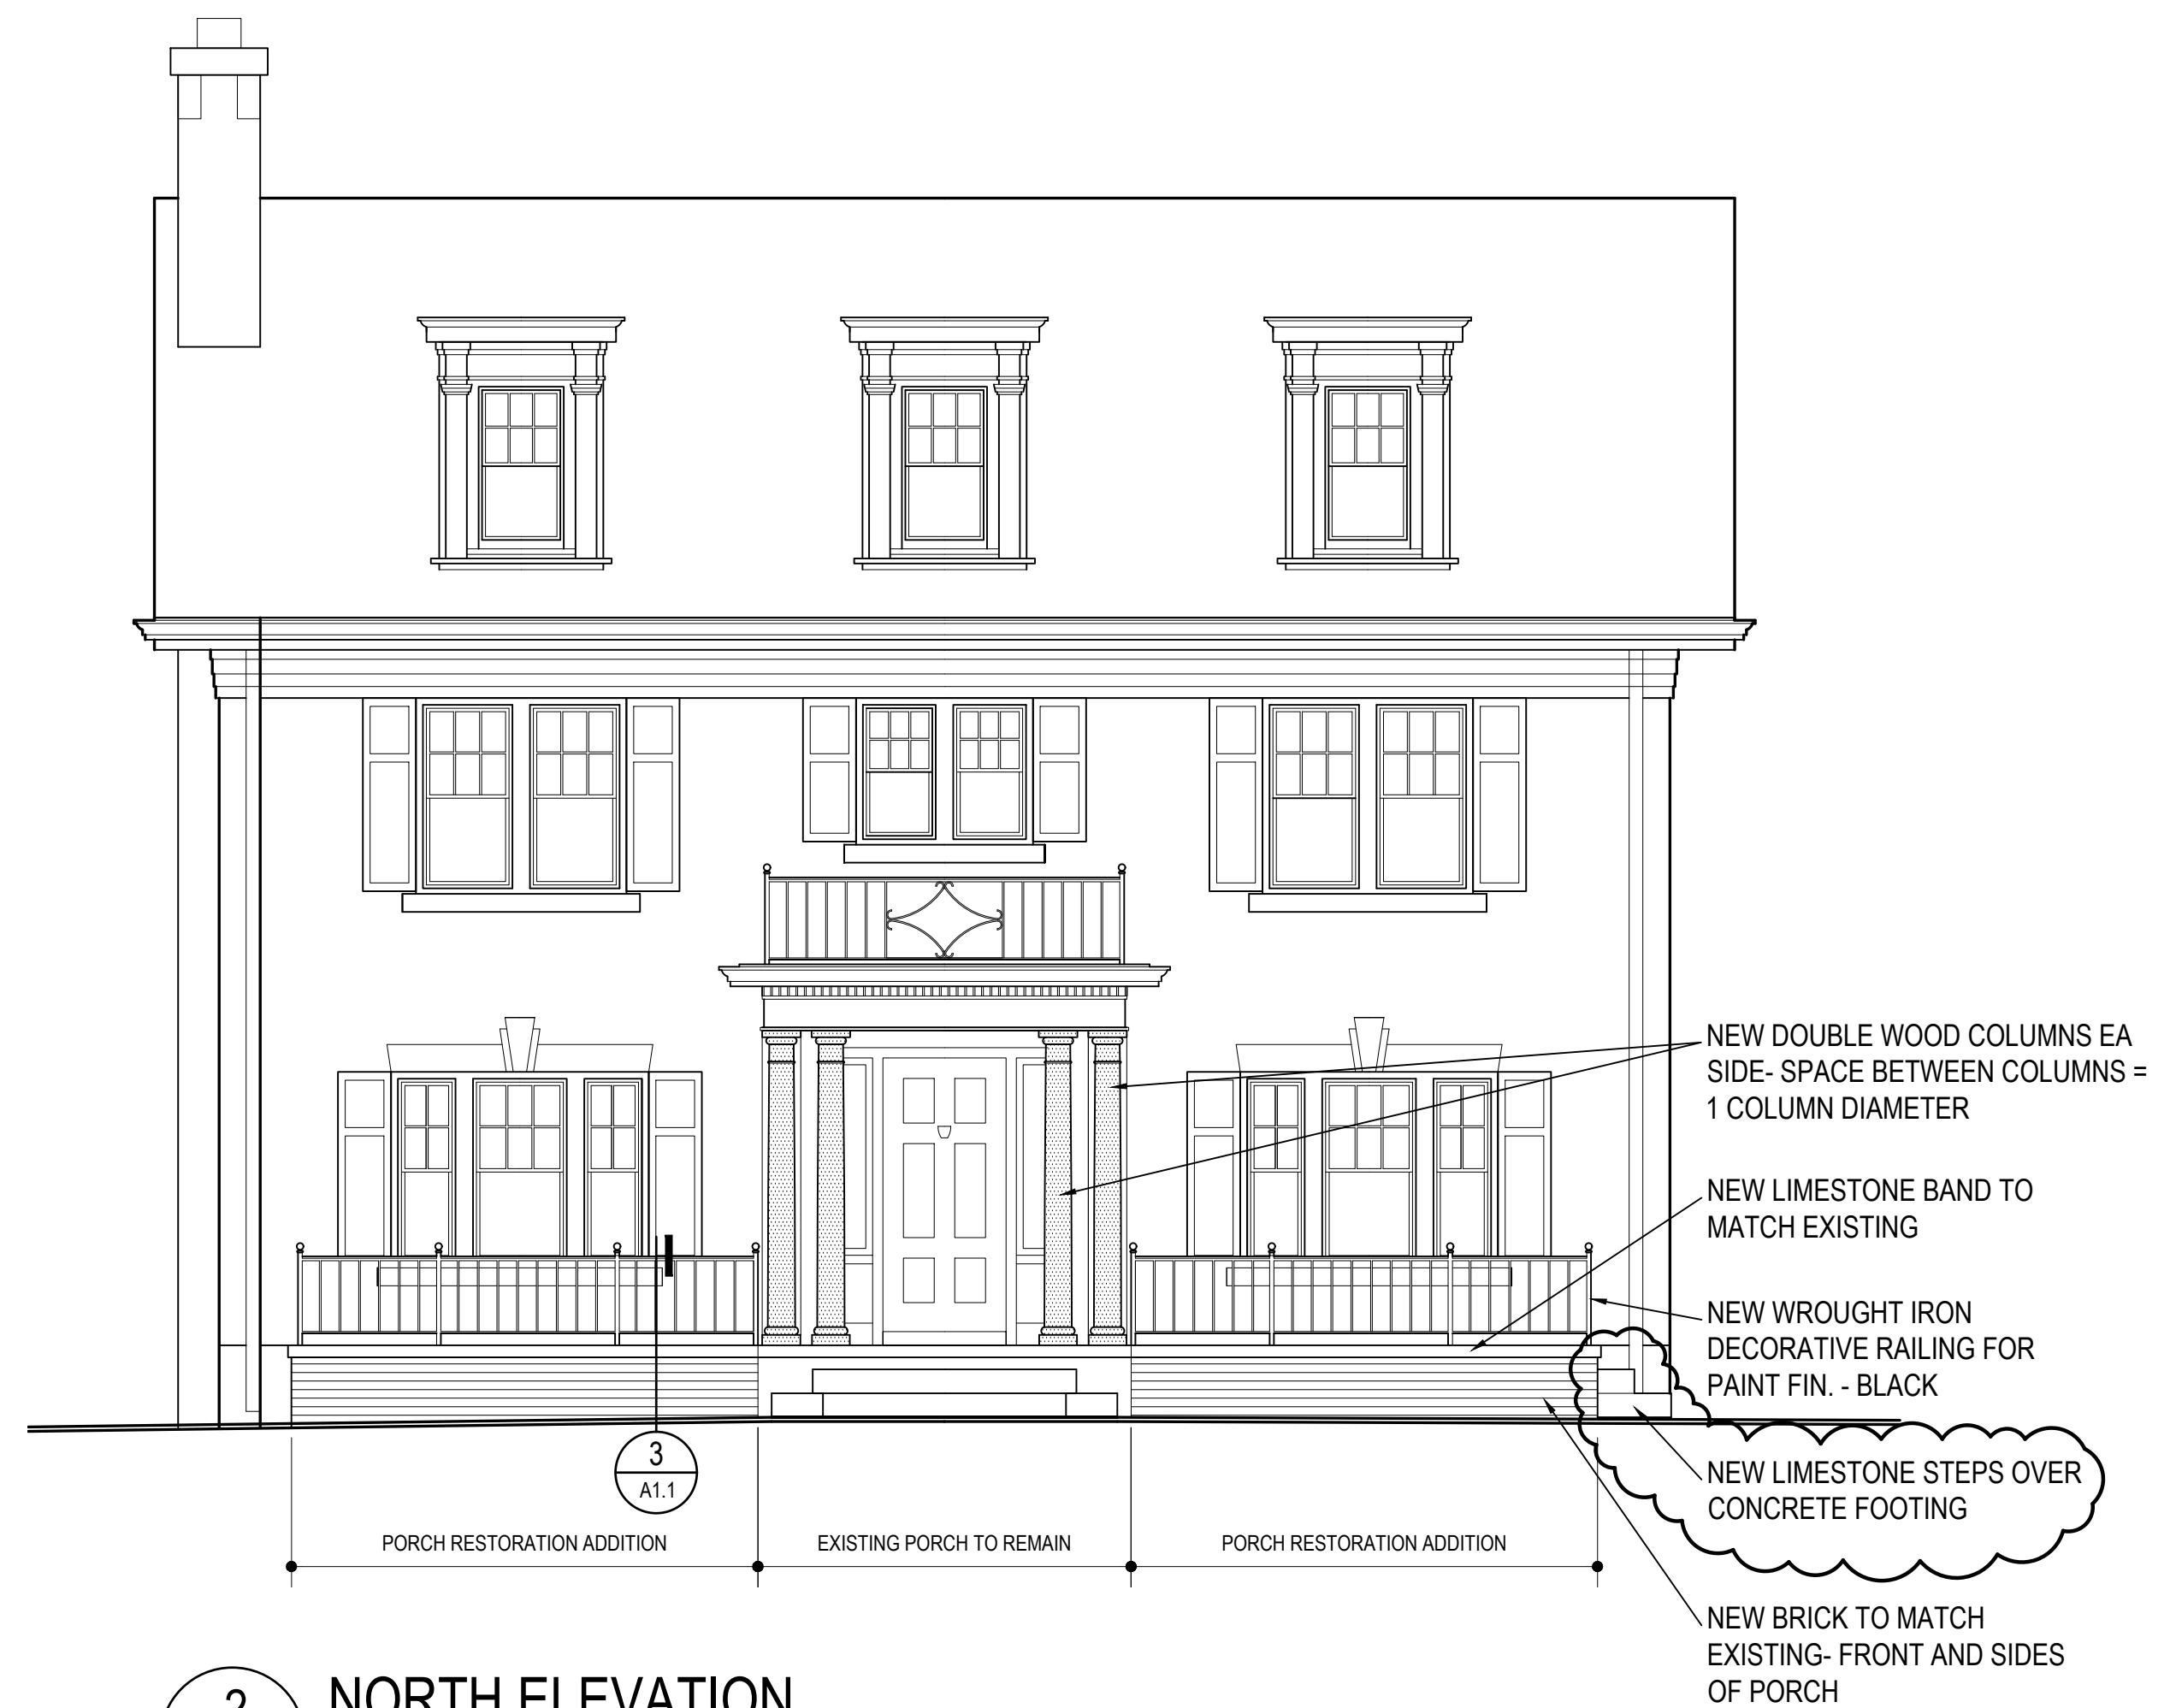 NEW DOUBLE WOOD COLUMNS EA
SIDE- SPACE BETWEEN COLUMNS =
1 COLUMN DIAMETER
NEW LIMESTONE BAND TO
MATCH EXISTING
NEW WROUGHT IRON
DECORATIVE RAILING FOR
PAINT FIN. - BLACK
NEW LIMESTONE STEPS OVER
CONCRETE FOOTING
NEW BRICK TO MATCH
EXISTING- FRONT AND SIDES
OF PORCH
3
A1.1
PORCH RESTORATION ADDITION
EXISTING PORCH TO REMAIN
PORCH RESTORATION ADDITION
2
NORTH ELEVATION